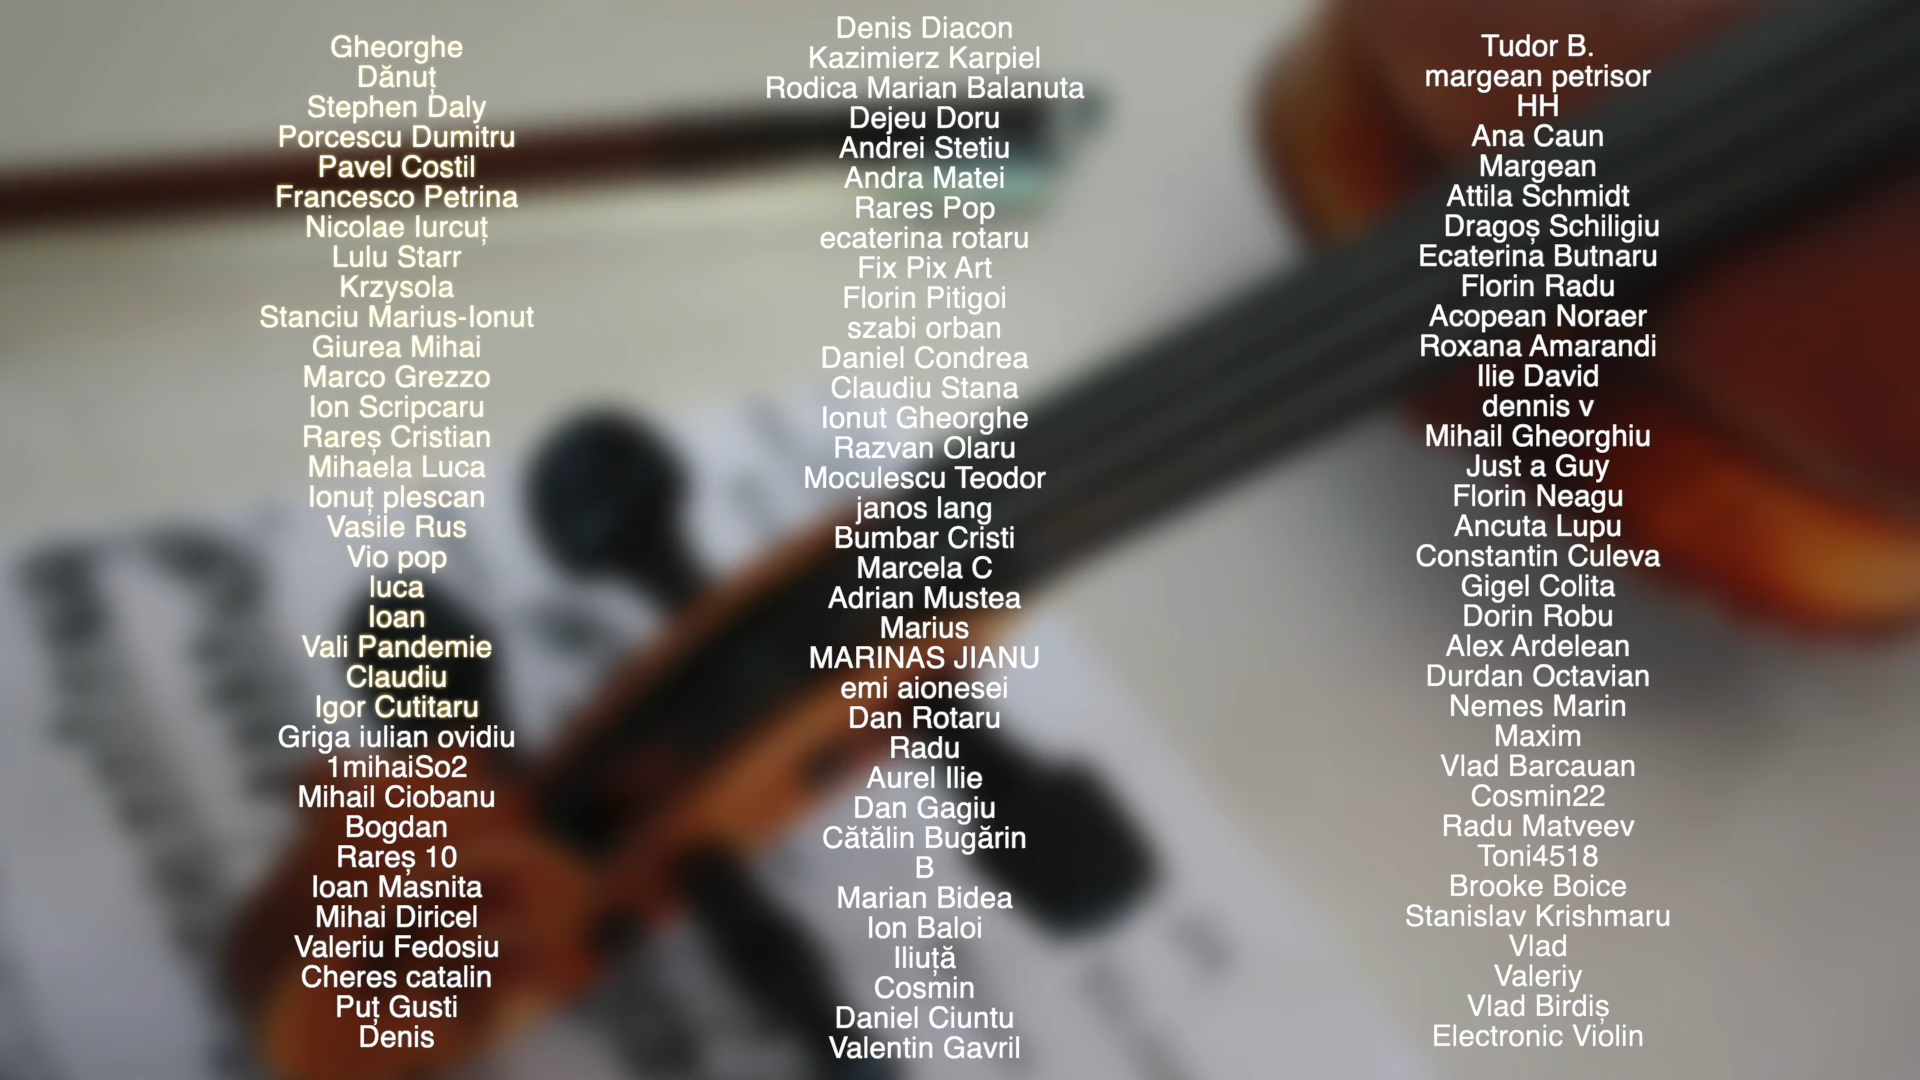 Gheorghe
Dănuț
Stephen Daly
Porcescu Dumitru
Pavel Costil
Francesco Petrina
Nicolae Iurcuț
Lulu Starr
Krzysola
Stanciu Marius-Ionut
Giurea Mihai
Marco Grezzo
Ion Scripcaru
Rareș Cristian
Mihaela Luca
Ionuț plescan
Vasile Rus
Vio pop
luca
Ioan
Vali Pandemie
Claudiu
Igor Cutitaru
Griga iulian ovidiu
1mihaiSo2
Mihail Ciobanu
Bogdan
Rareș 10
Ioan Masnita
Mihai Diricel
Valeriu Fedosiu
Cheres catalin
Puț Gusti
Denis
Denis Diacon
Kazimierz Karpiel
Rodica Marian Balanuta
Dejeu Doru
Andrei Stetiu
Andra Matei
Rares Pop
ecaterina rotaru
Fix Pix Art
Florin Pitigoi
szabi orban
Daniel Condrea
Claudiu Stana
Ionut Gheorghe
Razvan Olaru
Moculescu Teodor
janos lang
Bumbar Cristi
Marcela C
Adrian Mustea
Marius
MARINAS JIANU
emi aionesei
Dan Rotaru
Radu
Aurel Ilie
Dan Gagiu
Cătălin Bugărin
B
Marian Bidea
Ion Baloi
Iliuță
Cosmin
Daniel Ciuntu
Valentin Gavril
Tudor B.
margean petrisor
HH
Ana Caun
Margean
Attila Schmidt
Dragoș Schiligiu
Ecaterina Butnaru
Florin Radu
Acopean Noraer
Roxana Amarandi
Ilie David
dennis v
Mihail Gheorghiu
Just a Guy
Florin Neagu
Ancuta Lupu
Constantin Culeva
Gigel Colita
Dorin Robu
Alex Ardelean
Durdan Octavian
Nemes Marin
Maxim
Vlad Barcauan
Cosmin22
Radu Matveev
Toni4518
Brooke Boice
Stanislav Krishmaru
Vlad
Valeriy
Vlad Birdiș
Electronic Violin